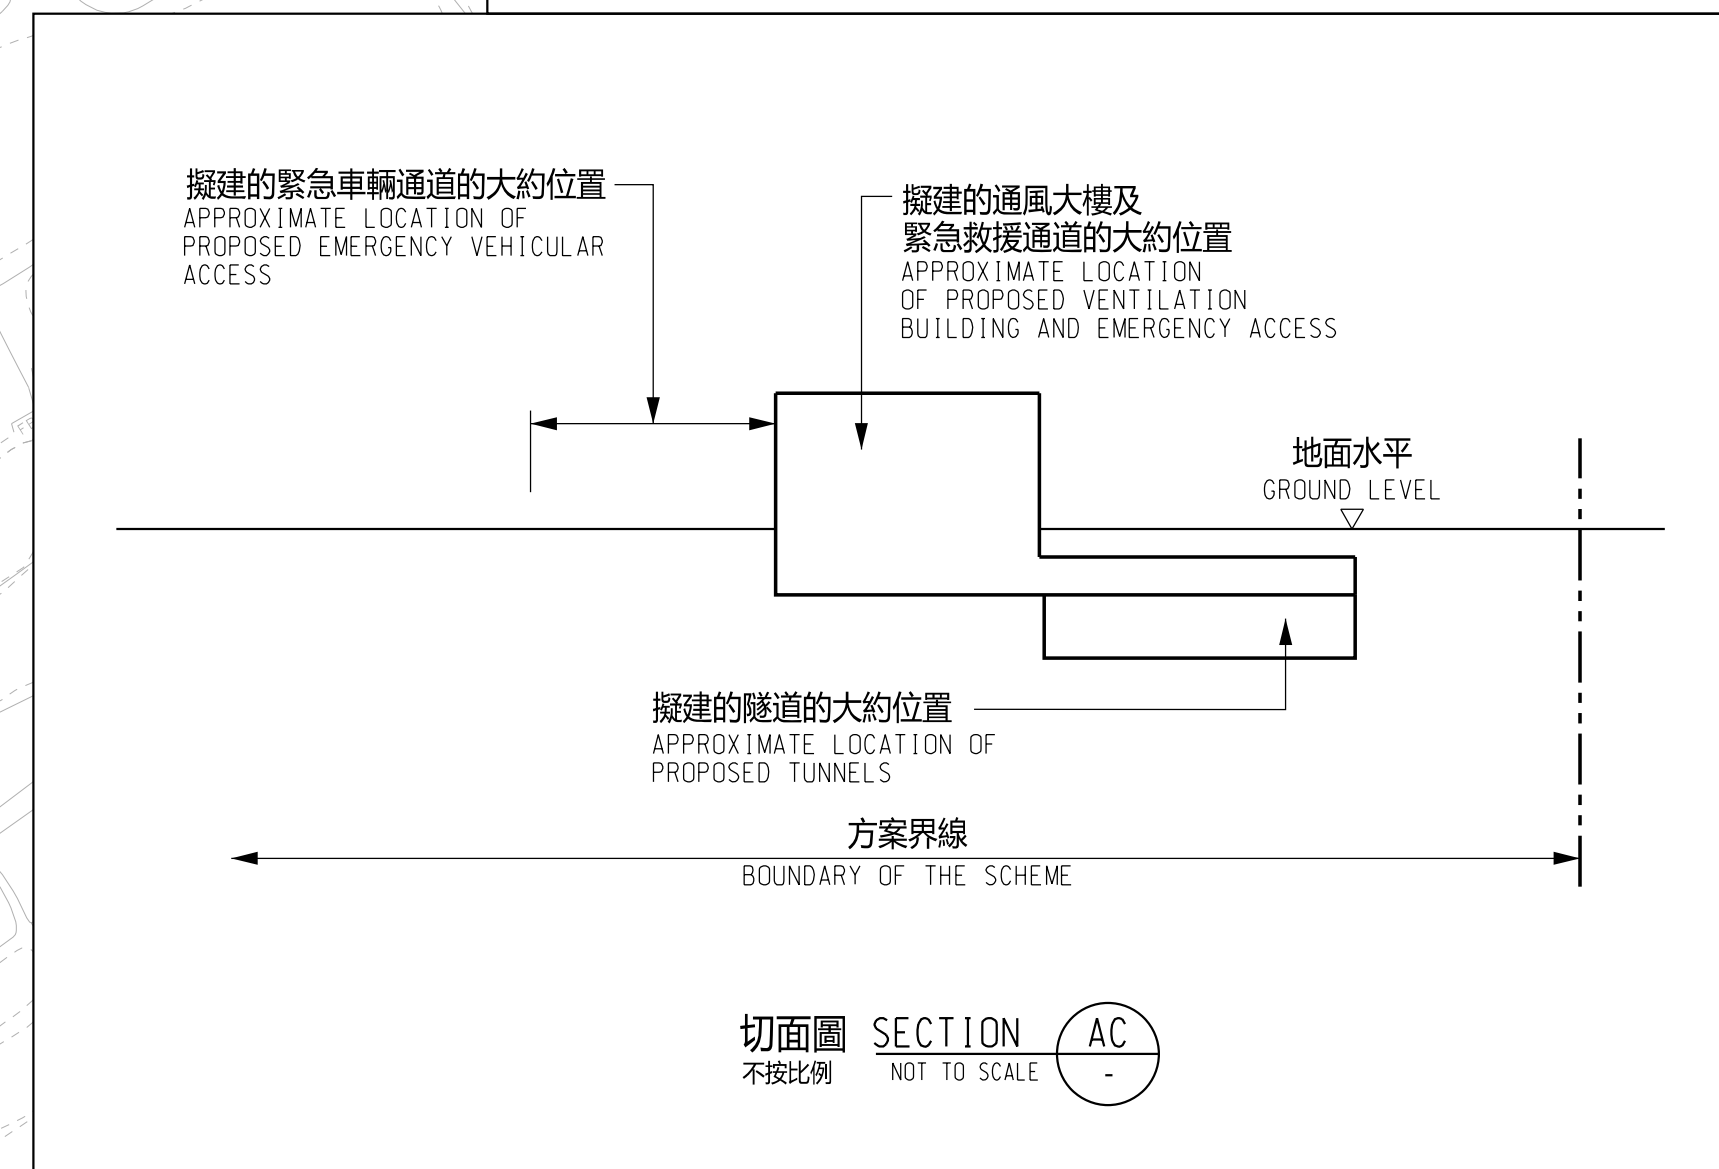 擬建的緊急車輛通道的大約位置
APPROXIMATE LOCATION OF
PROPOSED EMERGENCY VEHICULAR
ACCESS
擬建的通風大樓及
緊急救援通道的大約位置
APPROXIMATE LOCATION
OF PROPOSED VENTILATION
BUILDING AND EMERGENCY ACCESS
地面水平
GROUND LEVEL
擬建的隧道的大約位置
APPROXIMATE LOCATION OF
PROPOSED TUNNELS
方案界線
BOUNDARY OF THE SCHEME
切面圖 SECTION AC
不按比例 NOT TO SCALE -